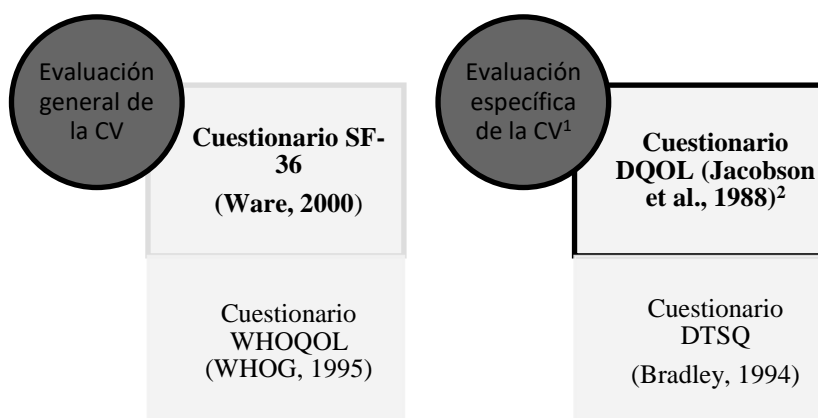 Evaluación
general de
la CV
Cuestionario SF-
36
(Ware, 2000)
Cuestionario
WHOQOL
(WHOG, 1995)
Evaluación
específica
de la CV¹
Cuestionario
DQOL (Jacobson
et al., 1988)²
Cuestionario
DTSQ
(Bradley, 1994)